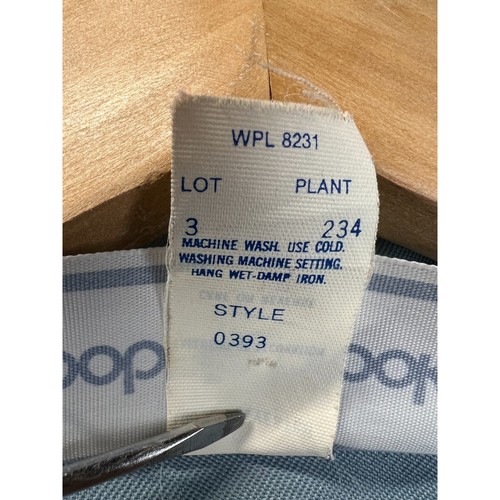 WPL 8231
LOT PLANT
3 234
MACHINE WASH. USE COLD.
WASHING MACHINE SETTING.
HANG WET-DAMP IRON.
STYLE
0393